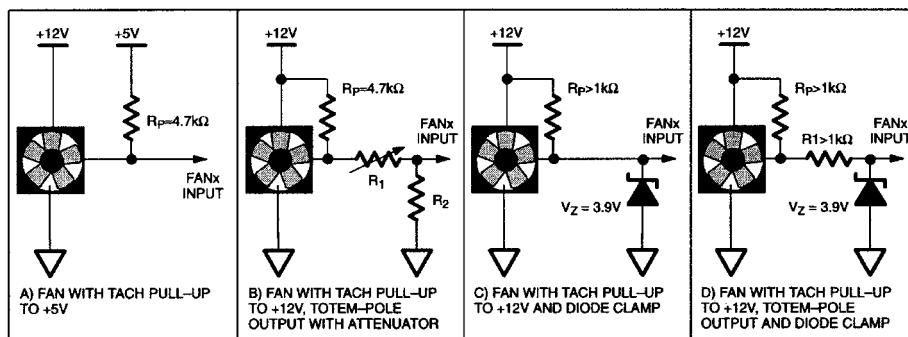 +12V
+5V
Rp=4.7kΩ
FANx
INPUT
A) FAN WITH TACH PULL–UP
TO +5V
+12V
Rp=4.7kΩ
FANx
INPUT
R1
R2
B) FAN WITH TACH PULL–UP
TO +12V, TOTEM–POLE
OUTPUT WITH ATTENUATOR
+12V
Rp>1kΩ
FANx
INPUT
VZ = 3.9V
C) FAN WITH TACH PULL–UP
TO +12V AND DIODE CLAMP
+12V
Rp>1kΩ
FANx
INPUT
R1>1kΩ
VZ = 3.9V
D) FAN WITH TACH PULL–UP
TO +12V, TOTEM–POLE
OUTPUT AND DIODE CLAMP